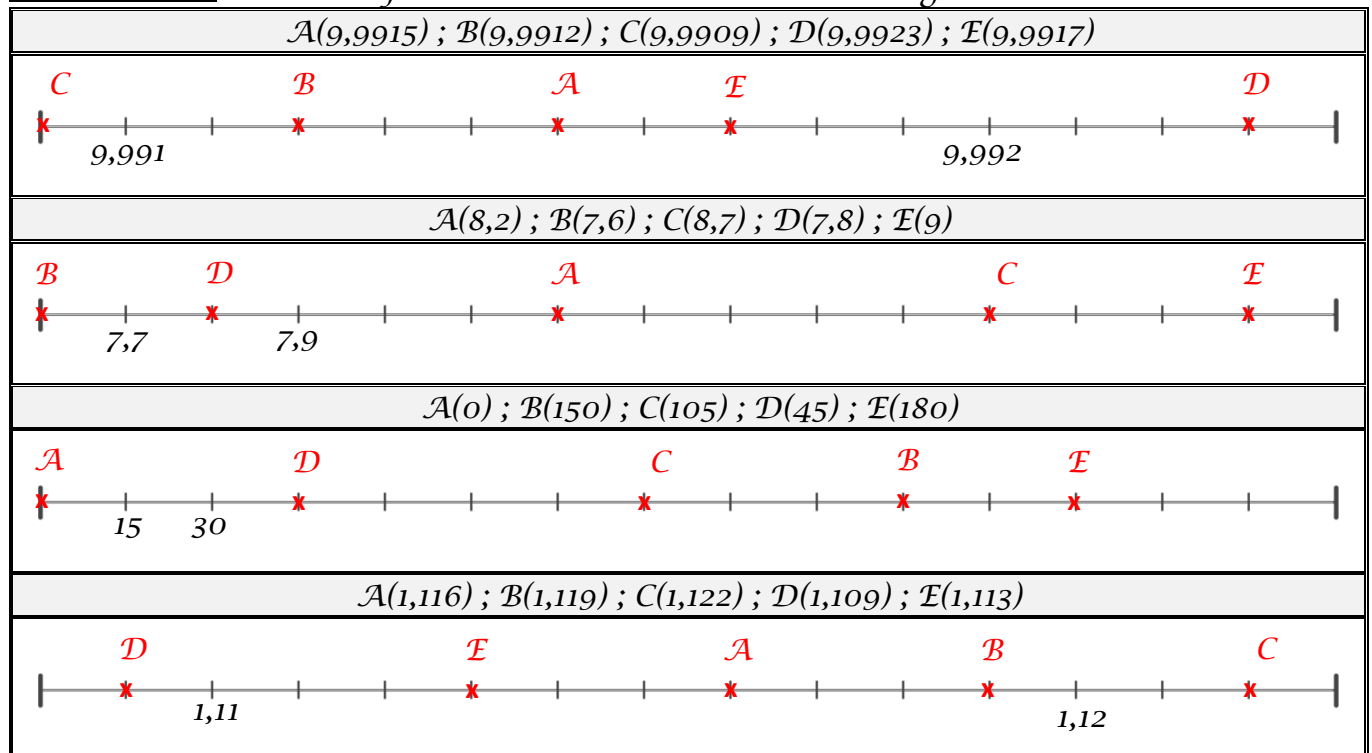 A(9,9915) ; B(9,9912) ; C(9,9909) ; D(9,9923) ; E(9,9917)
C B A E D
9,991 9,992
A(8,2) ; B(7,6) ; C(8,7) ; D(7,8) ; E(9)
B D A C E
7,7 7,9
A(0) ; B(150) ; C(105) ; D(45) ; E(180)
A D C B E
15 30
A(1,116) ; B(1,119) ; C(1,122) ; D(1,109) ; E(1,113)
D E A B C
1,11 1,12